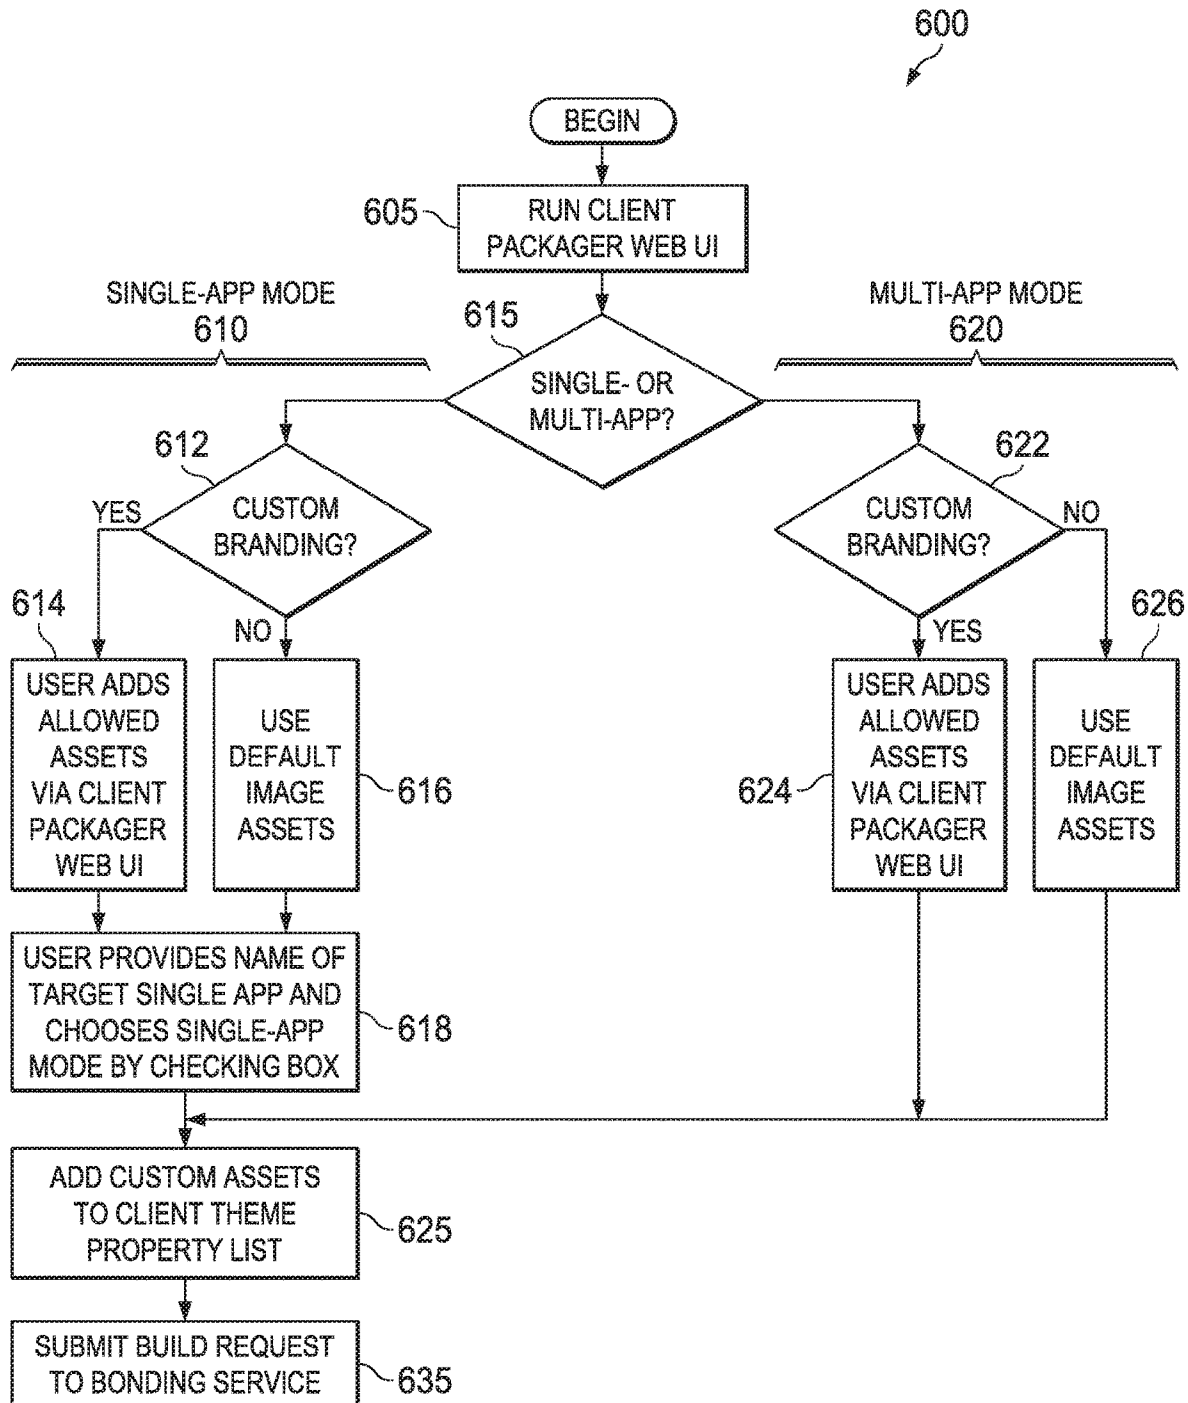 600
BEGIN
605
RUN CLIENT
PACKAGER WEB UI
SINGLE-APP MODE
610
MULTI-APP MODE
620
615
SINGLE- OR
MULTI-APP?
612
CUSTOM
BRANDING?
YES
NO
622
CUSTOM
BRANDING?
NO
YES
614
USER ADDS
ALLOWED
ASSETS
VIA CLIENT
PACKAGER
WEB UI
USE
DEFAULT
IMAGE
ASSETS
616
624
USER ADDS
ALLOWED
ASSETS
VIA CLIENT
PACKAGER
WEB UI
626
USE
DEFAULT
IMAGE
ASSETS
USER PROVIDES NAME OF
TARGET SINGLE APP AND
CHOOSES SINGLE-APP
MODE BY CHECKING BOX
618
ADD CUSTOM ASSETS
TO CLIENT THEME
PROPERTY LIST
625
SUBMIT BUILD REQUEST
TO BONDING SERVICE
635